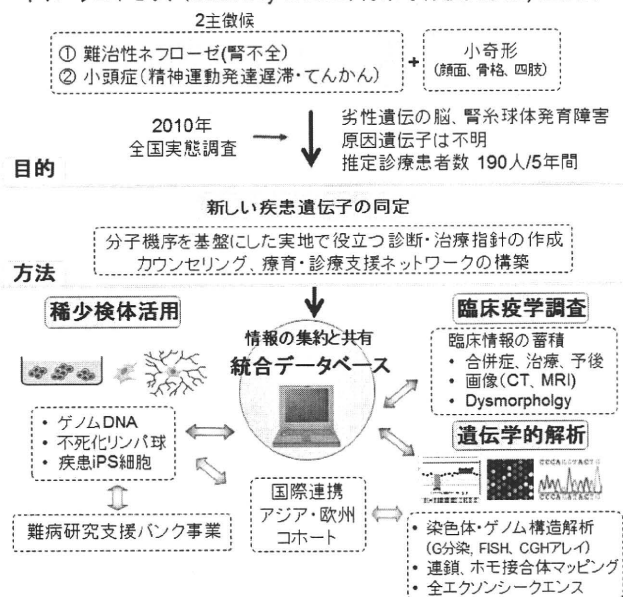 2主徴候
① 難治性ネフローゼ(腎不全)
② 小頭症(精神運動発達遅滞・てんかん)
+
小奇形
(顔面、骨格、四肢)
2010年
全国実態調査
劣性遺伝の脳、腎糸球体発育障害
原因遺伝子は不明
推定診療患者数 190人/5年間
目的
新しい疾患遺伝子の同定
分子機序を基盤にした実地で役立つ診断・治療指針の作成
カウンセリング、療育・診療支援ネットワークの構築
方法
稀少検体活用
情報の集約と共有
統合データベース
臨床疫学調査
臨床情報の蓄積
• 合併症、治療、予後
• 画像(CT、MRI)
• Dysmorpholgy
• ゲノムDNA
• 不死化リンパ球
• 疾患iPS細胞
遺伝学的解析
国際連携
アジア・欧州
コホート
難病研究支援バンク事業
• 染色体・ゲノム構造解析
(G分染, FISH、CGHアレイ)
• 連鎖、ホモ接合体マッピング
• 全エクソンシークエンス